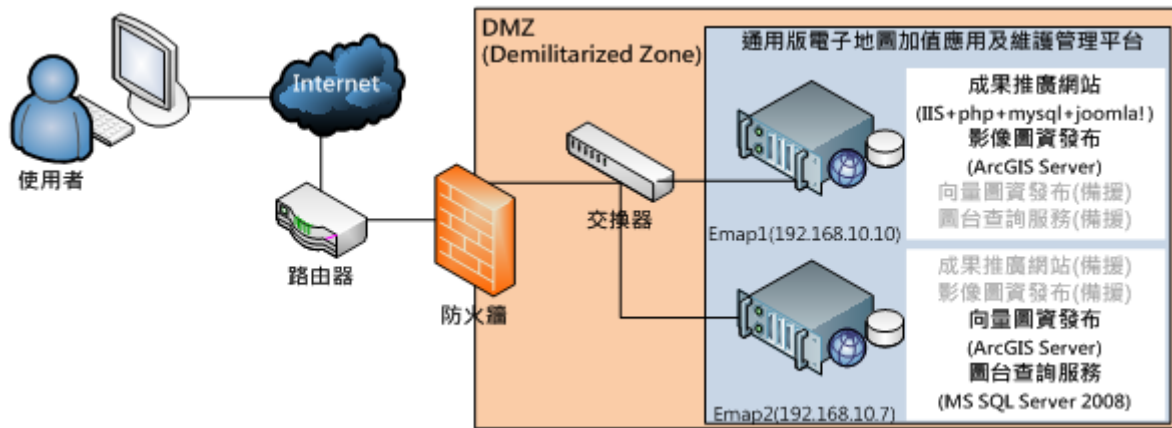 使用者
Internet
路由器
防火牆
DMZ
(Demilitarized Zone)
交換器
通用版電子地圖加值應用及維護管理平台
Emap1(192.168.10.10)
成果推廣網站
(IIS+php+mysql+joomla!)
影像圖資發布
(ArcGIS Server)
向量圖資發布(備援)
圖台查詢服務(備援)
Emap2(192.168.10.7)
成果推廣網站(備援)
影像圖資發布(備援)
向量圖資發布
(ArcGIS Server)
圖台查詢服務
(MS SQL Server 2008)